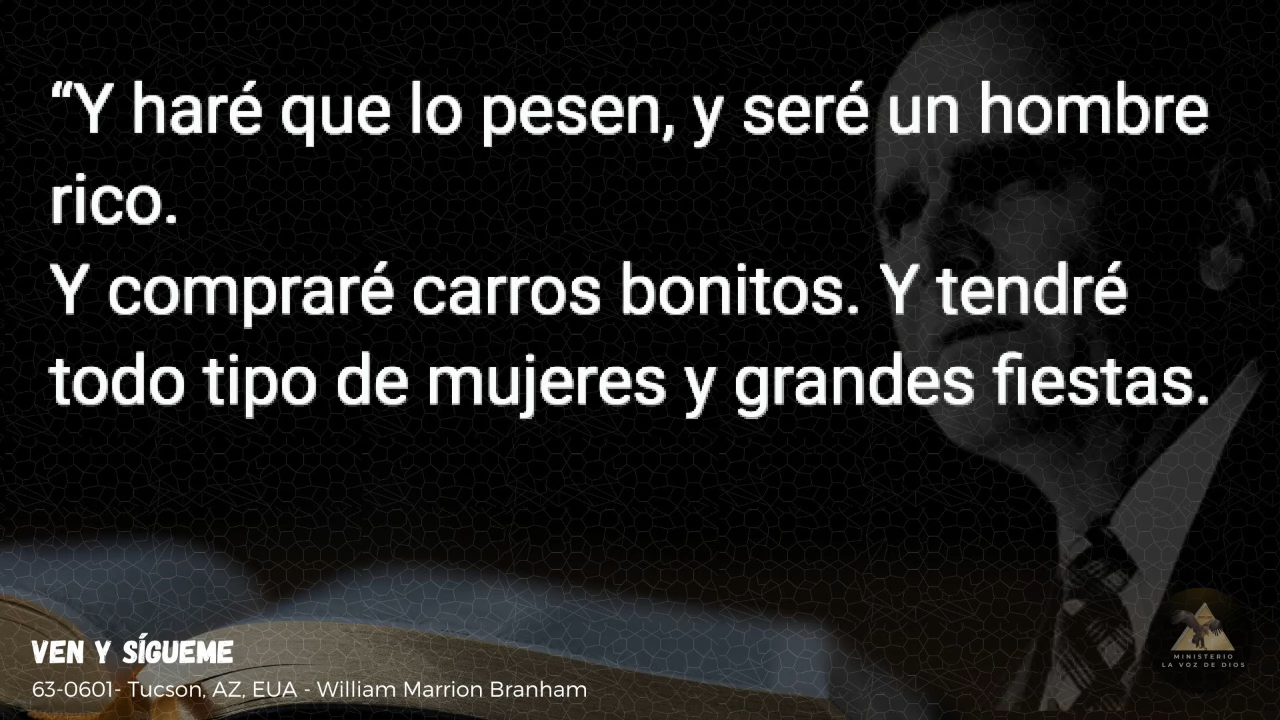 “Y haré que lo pesen, y seré un hombre
rico.
Y compraré carros bonitos. Y tendré
todo tipo de mujeres y grandes fiestas.
VEN Y SÍGUEME
63-0601- Tucson, AZ, EUA - William Marrion Branham
MINISTERIO
LA VOZ DE DIOS